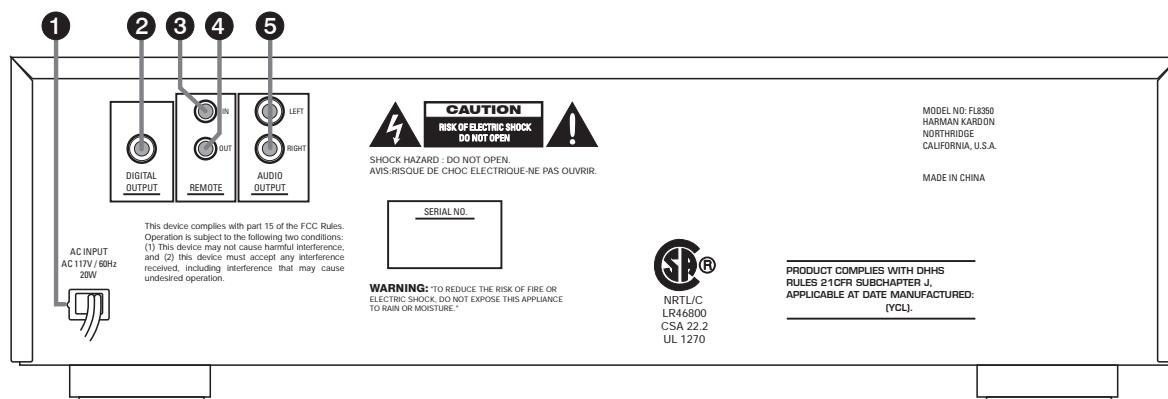 1 2 3 4 5
IN
OUT
LEFT
RIGHT
DIGITAL
OUTPUT
REMOTE
AUDIO
OUTPUT
CAUTION
RISK OF ELECTRIC SHOCK
DO NOT OPEN
SHOCK HAZARD : DO NOT OPEN.
AVIS:RISQUE DE CHOC ELECTRIQUE-NE PAS OUVRIR.
MODEL NO: FL8350
HARMAN KARDON
NORTHRIDGE
CALIFORNIA, U.S.A.
MADE IN CHINA
SERIAL NO.
This device complies with part 15 of the FCC Rules.
Operation is subject to the following two conditions:
(1) This device may not cause harmful interference,
and (2) this device must accept any interference
received, including interference that may cause
undesired operation.
AC INPUT
AC 117V / 60Hz
20W
WARNING: "TO REDUCE THE RISK OF FIRE OR
ELECTRIC SHOCK, DO NOT EXPOSE THIS APPLIANCE
TO RAIN OR MOISTURE."
SA ®
NRTL/C
LR46800
CSA 22.2
UL 1270
PRODUCT COMPLIES WITH DHHS
RULES 21CFR SUBCHAPTER J,
APPLICABLE AT DATE MANUFACTURED:
(YCL).